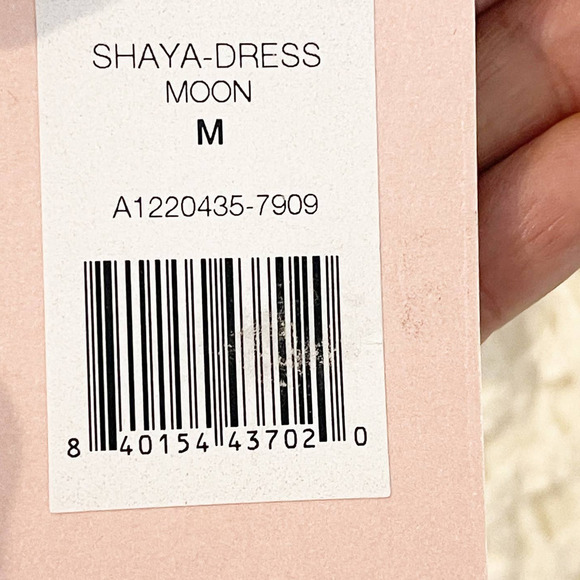 SHAYA-DRESS
MOON
M
A1220435-7909
8 40154 43702 0